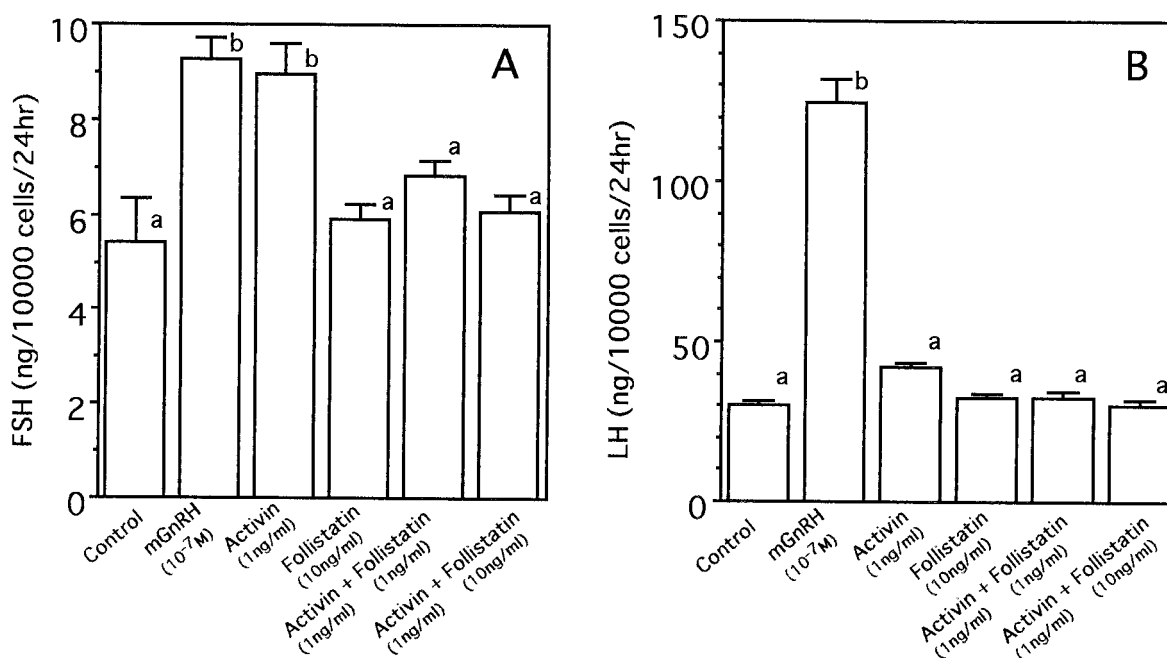 A
FSH (ng/10000 cells/24hr)
10
8
6
4
2
0
a
b
b
a
a
a
Control
mGnRH
(10⁻⁷M)
Activin
(1ng/ml)
Follistatin
(10ng/ml)
Activin + Follistatin
(1ng/ml) (1ng/ml)
Activin + Follistatin
(1ng/ml) (10ng/ml)
B
LH (ng/10000 cells/24hr)
150
100
50
0
a
b
a
a
a
a
Control
mGnRH
(10⁻⁷M)
Activin
(1ng/ml)
Follistatin
(10ng/ml)
Activin + Follistatin
(1ng/ml) (1ng/ml)
Activin + Follistatin
(1ng/ml) (10ng/ml)